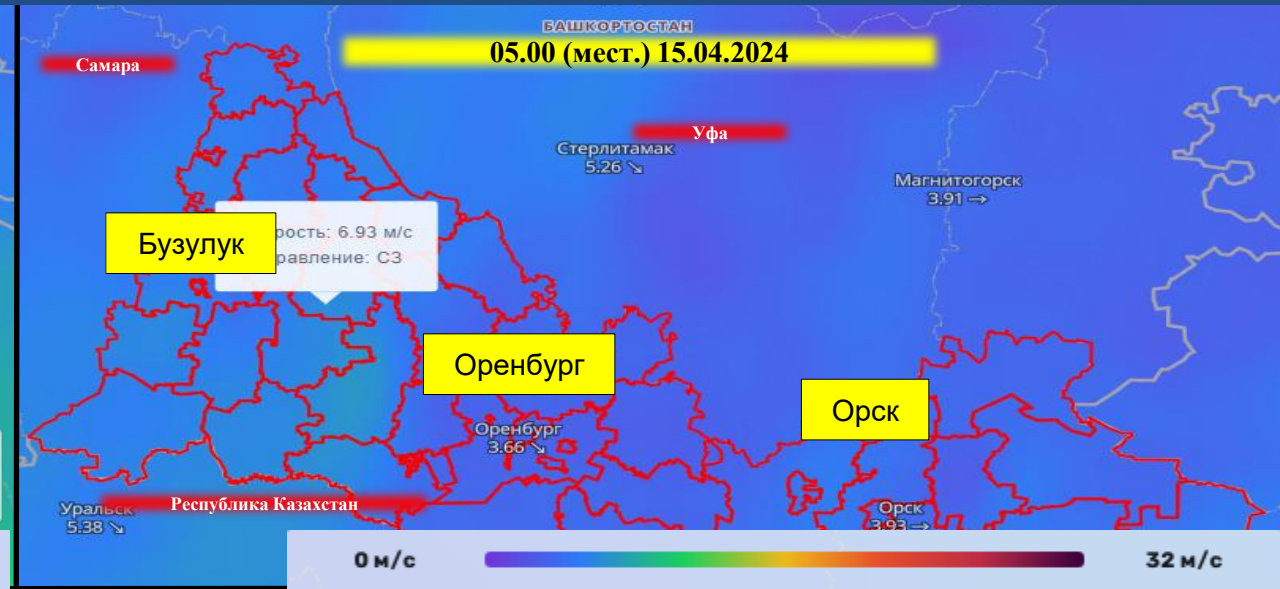 БАШКОРТОСТАН
05.00 (мест.) 15.04.2024
Самара
Уфа
Стерлитамак
5.26 ↘
Магнитогорск
3.91 →
Бузулук
рость: 6.93 м/с
равление: СЗ
Оренбург
Орск
Оренбург
3.66 ↘
Уральск
5.38 ↘
Республика Казахстан
Орск
3.93 →
0 м/с
32 м/с